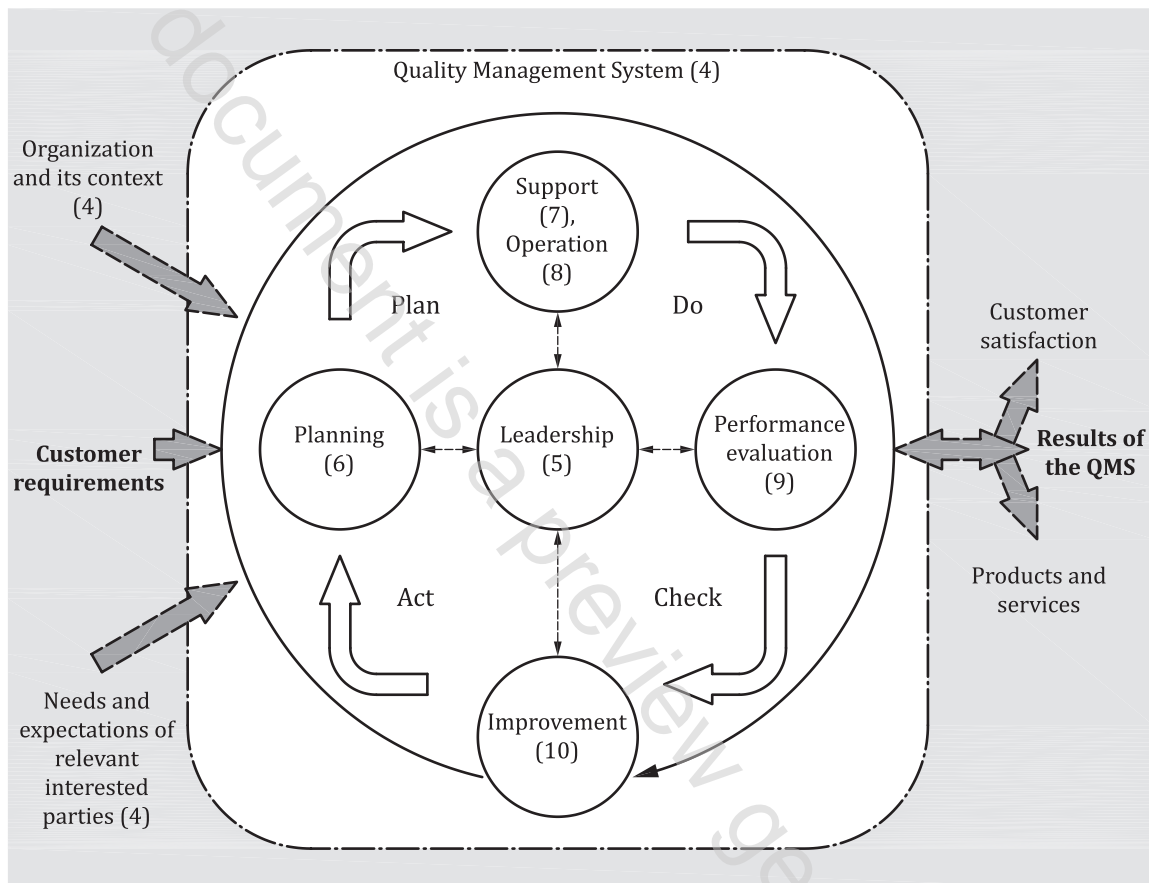 Quality Management System (4)
Organization
and its context
(4)
Support
(7),
Operation
(8)
Plan
Do
Customer
satisfaction
Planning
(6)
Leadership
(5)
Performance
evaluation
(9)
Customer
requirements
Results of
the QMS
Act
Check
Products and
services
Needs and
expectations of
relevant
interested
parties (4)
Improvement
(10)
document is a preview ge